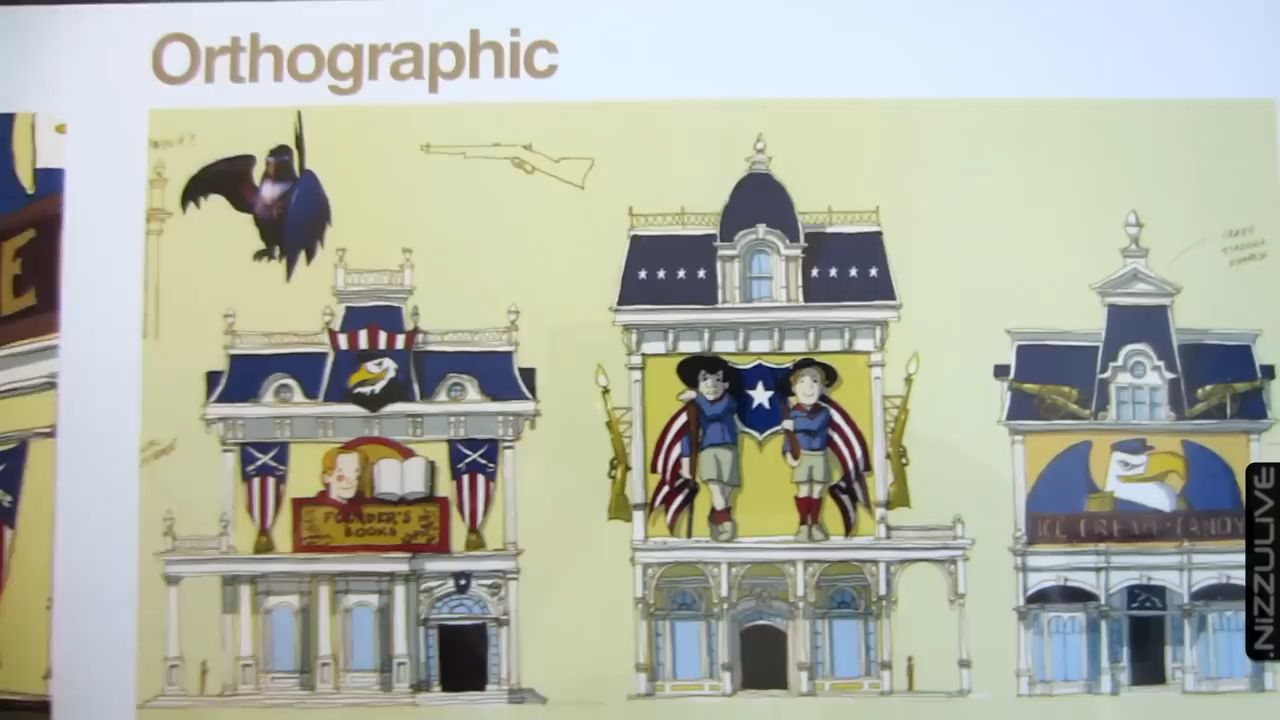 Orthographic
E
FOUNDER'S
BOOKS
ICE CREAM · CANDY
.NIZZULIVE